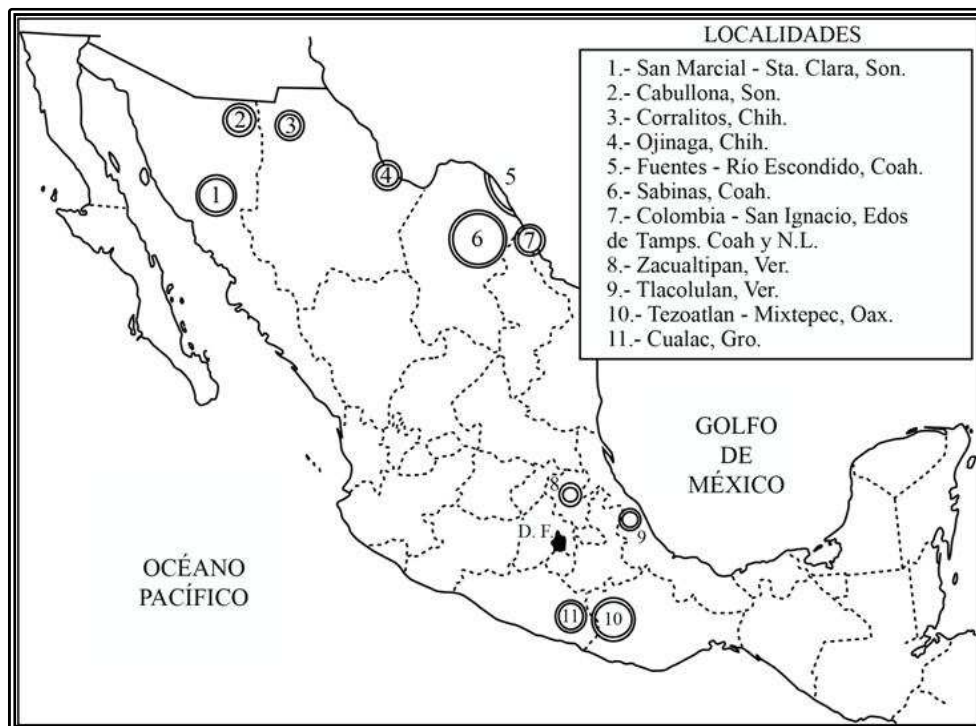 LOCALIDADES
1.- San Marcial - Sta. Clara, Son.
2.- Cabullona, Son.
3.- Corralitos, Chih.
4.- Ojinaga, Chih.
5.- Fuentes - Río Escondido, Coah.
6.- Sabinas, Coah.
7.- Colombia - San Ignacio, Edos
de Tamps. Coah y N.L.
8.- Zacualtipan, Ver.
9.- Tlacolulan, Ver.
10.- Tezoatlan - Mixtepec, Oax.
11.- Cualac, Gro.
2
3
4
5
1
6
7
GOLFO
DE
MÉXICO
8
D. F.
9
OCÉANO
PACÍFICO
11
10